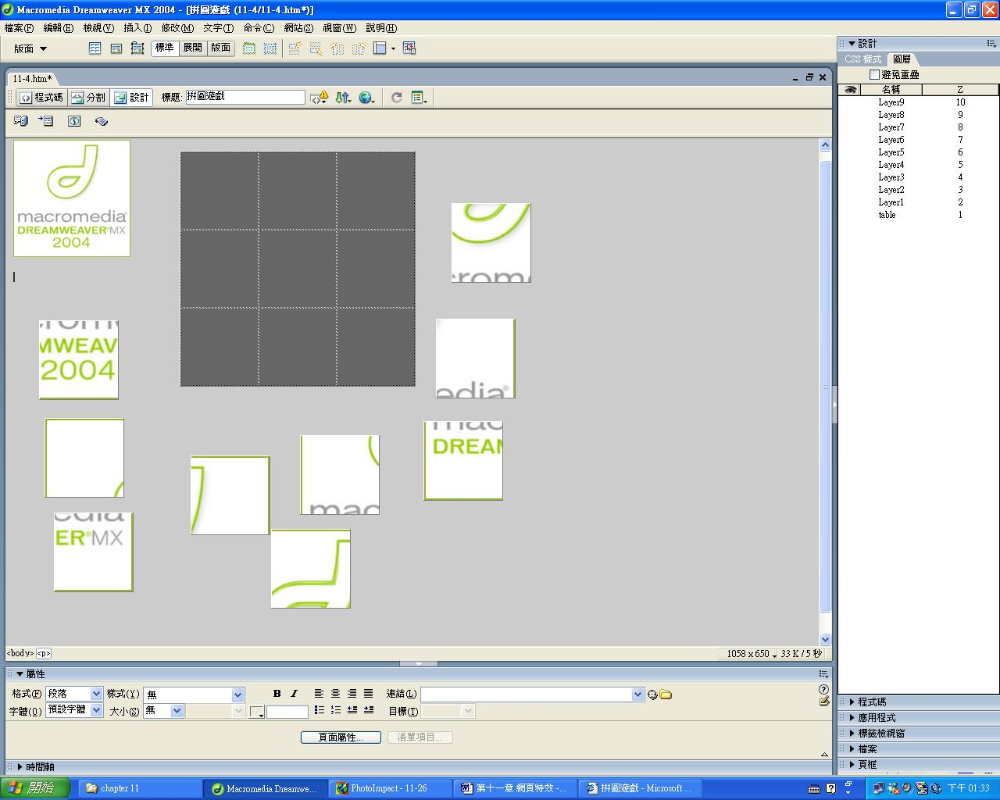 Macromedia Dreamweaver MX 2004 - [拼圖遊戲 (11-4/11-4.htm*)]
檔案(F) 編輯(E) 檢視(V) 插入(I) 修改(M) 文字(T) 命令(C) 網站(S) 視窗(W) 說明(H)
版面 標準 展開 版面
11-4.htm*
程式碼 分割 設計 標題: 拼圖遊戲
macromedia®
DREAMWEAVER®MX
2004
romo
rom
MWEAV
2004
edia®
mac
DREAM
mac
edia
ER®MX
<body> <p>
1058 x 650 33 K / 5 秒
屬性
格式(F) 段落 樣式(Y) 無 B I 連結(L)
字體(O) 預設字體 大小(S) 無 目標(T)
頁面屬性... 清單項目...
時間軸
設計
CSS 樣式 圖層
避免重疊
名稱 Z
Layer9 10
Layer8 9
Layer7 8
Layer6 7
Layer5 6
Layer4 5
Layer3 4
Layer2 3
Layer1 2
table 1
程式碼
應用程式
標籤檢視窗
檔案
頁框
開始 chapter 11 Macromedia Dreamwe... PhotoImpact - 11-26 第十一章 網頁特效 -... 拼圖遊戲 - Microsoft ... 下午 01:33